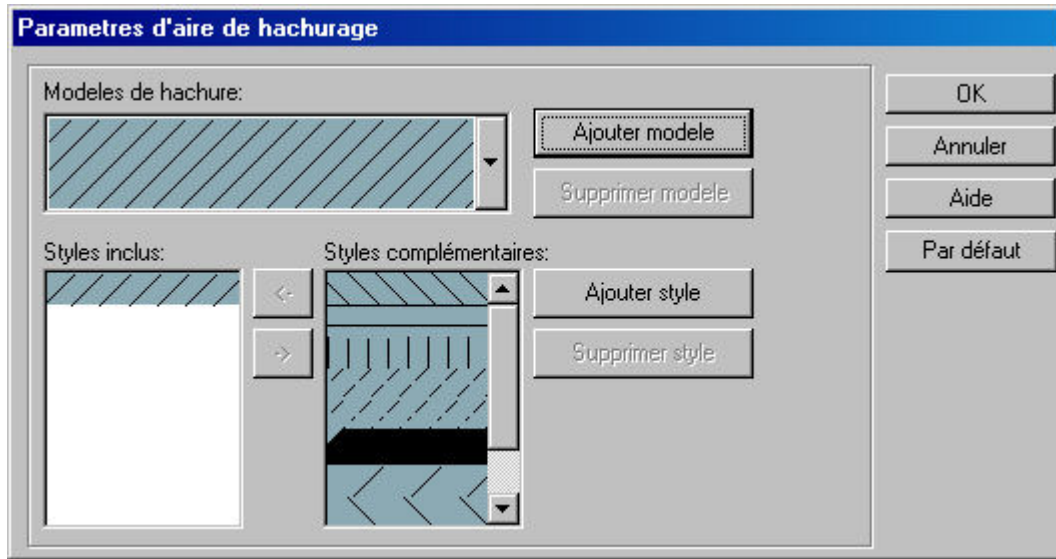 Parametres d'aire de hachurage
Modeles de hachure:
Ajouter modele
Supprimer modele
Styles inclus:
<-
->
Styles complémentaires:
Ajouter style
Supprimer style
OK
Annuler
Aide
Par défaut